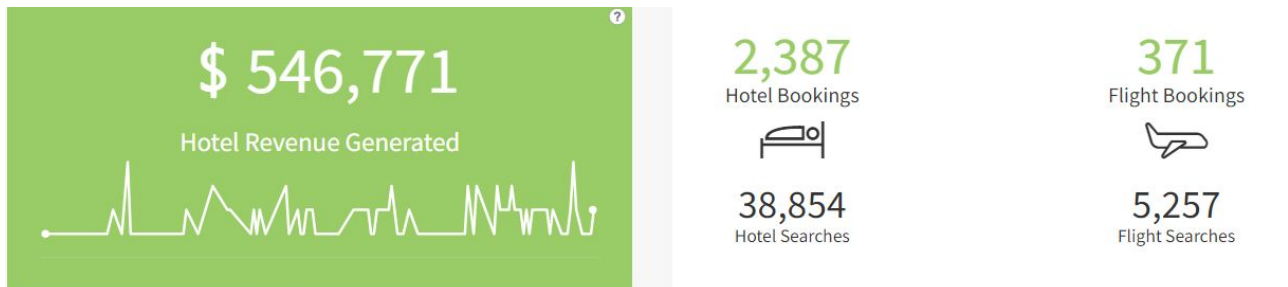 ?
$ 546,771
Hotel Revenue Generated
2,387
Hotel Bookings
38,854
Hotel Searches
371
Flight Bookings
5,257
Flight Searches